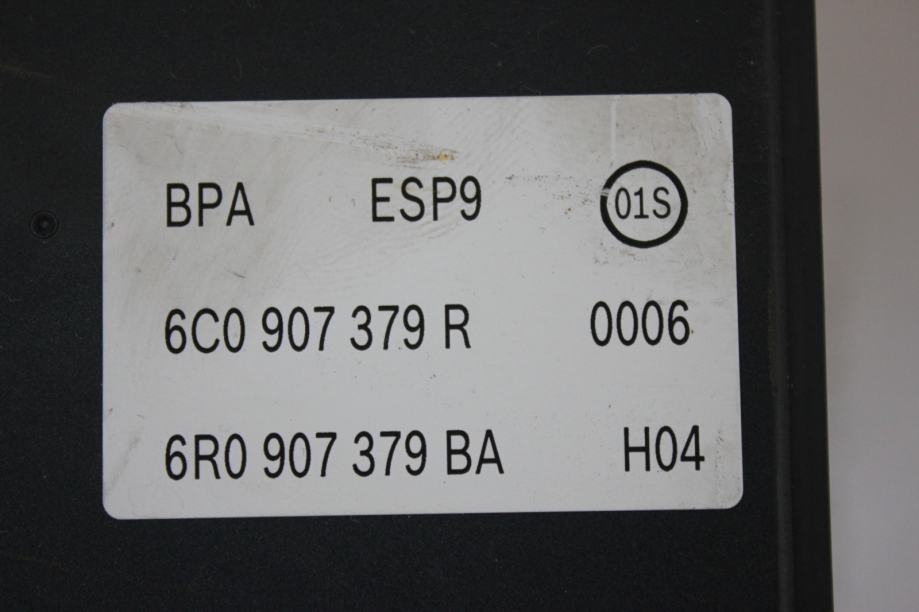 BPA ESP9 01S
6C0 907 379 R 0006
6R0 907 379 BA H04